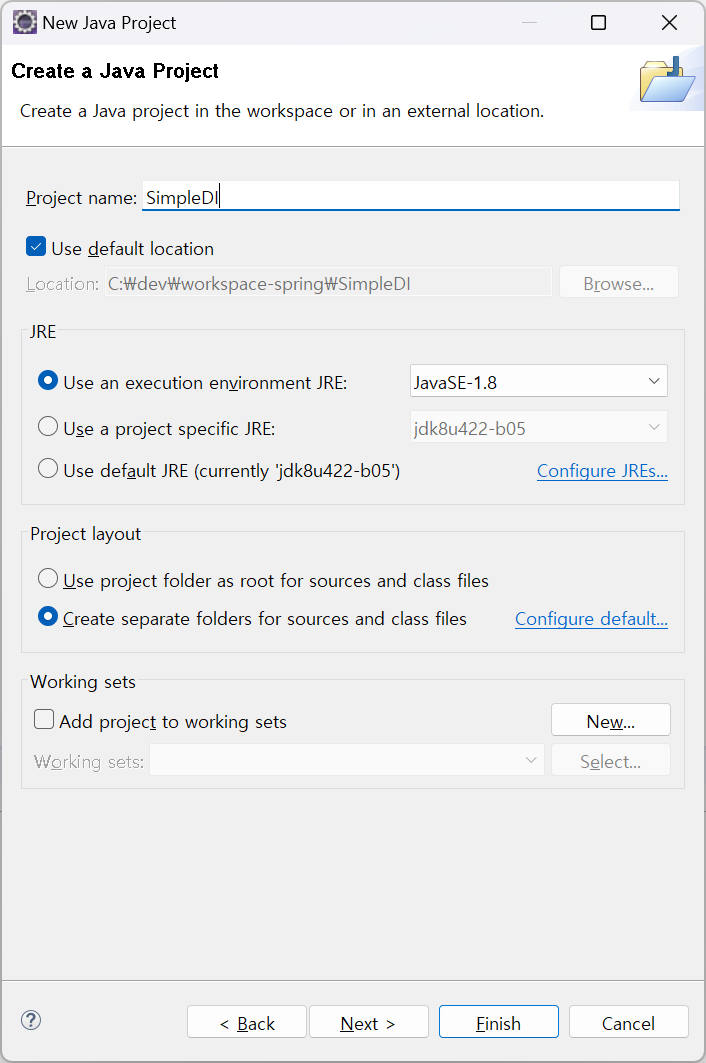 New Java Project
Create a Java Project
Create a Java project in the workspace or in an external location.
Project name: SimpleDI
Use default location
Location: C:₩dev₩workspace-spring₩SimpleDI Browse...
JRE
Use an execution environment JRE: JavaSE-1.8
Use a project specific JRE: jdk8u422-b05
Use default JRE (currently 'jdk8u422-b05') Configure JREs...
Project layout
Use project folder as root for sources and class files
Create separate folders for sources and class files Configure default...
Working sets
Add project to working sets New...
Working sets: Select...
? < Back Next > Finish Cancel